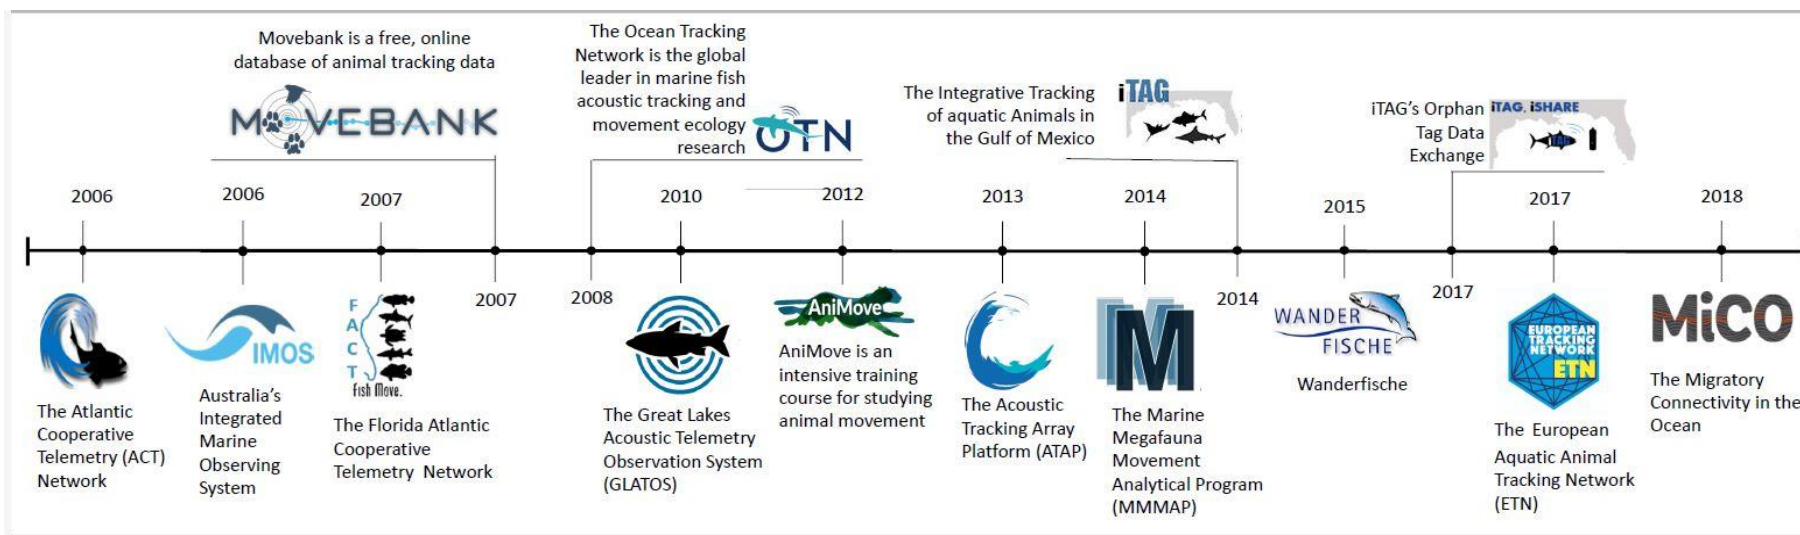 Movebank is a free, online
database of animal tracking data
MOVEBANK
The Ocean Tracking
Network is the global
leader in marine fish
acoustic tracking and
movement ecology
research
OTN
The Integrative Tracking
of aquatic Animals in
the Gulf of Mexico
iTAG
iTAG's Orphan
Tag Data
Exchange
iTAG, iSHARE
iTAG
2006
2006
2007
2010
2012
2013
2014
2015
2017
2018
2007
2008
2014
2017
The Atlantic
Cooperative
Telemetry (ACT)
Network
IMOS
Australia's
Integrated
Marine
Observing
System
FACT
fish Move.
The Florida Atlantic
Cooperative
Telemetry Network
The Great Lakes
Acoustic Telemetry
Observation System
(GLATOS)
AniMove
AniMove is an
intensive training
course for studying
animal movement
The Acoustic
Tracking Array
Platform (ATAP)
M
The Marine
Megafauna
Movement
Analytical Program
(MMMAP)
WANDER
FISCHE
Wanderfische
EUROPEAN
TRACKING
NETWORK
ETN
The European
Aquatic Animal
Tracking Network
(ETN)
MiCO
The Migratory
Connectivity in the
Ocean